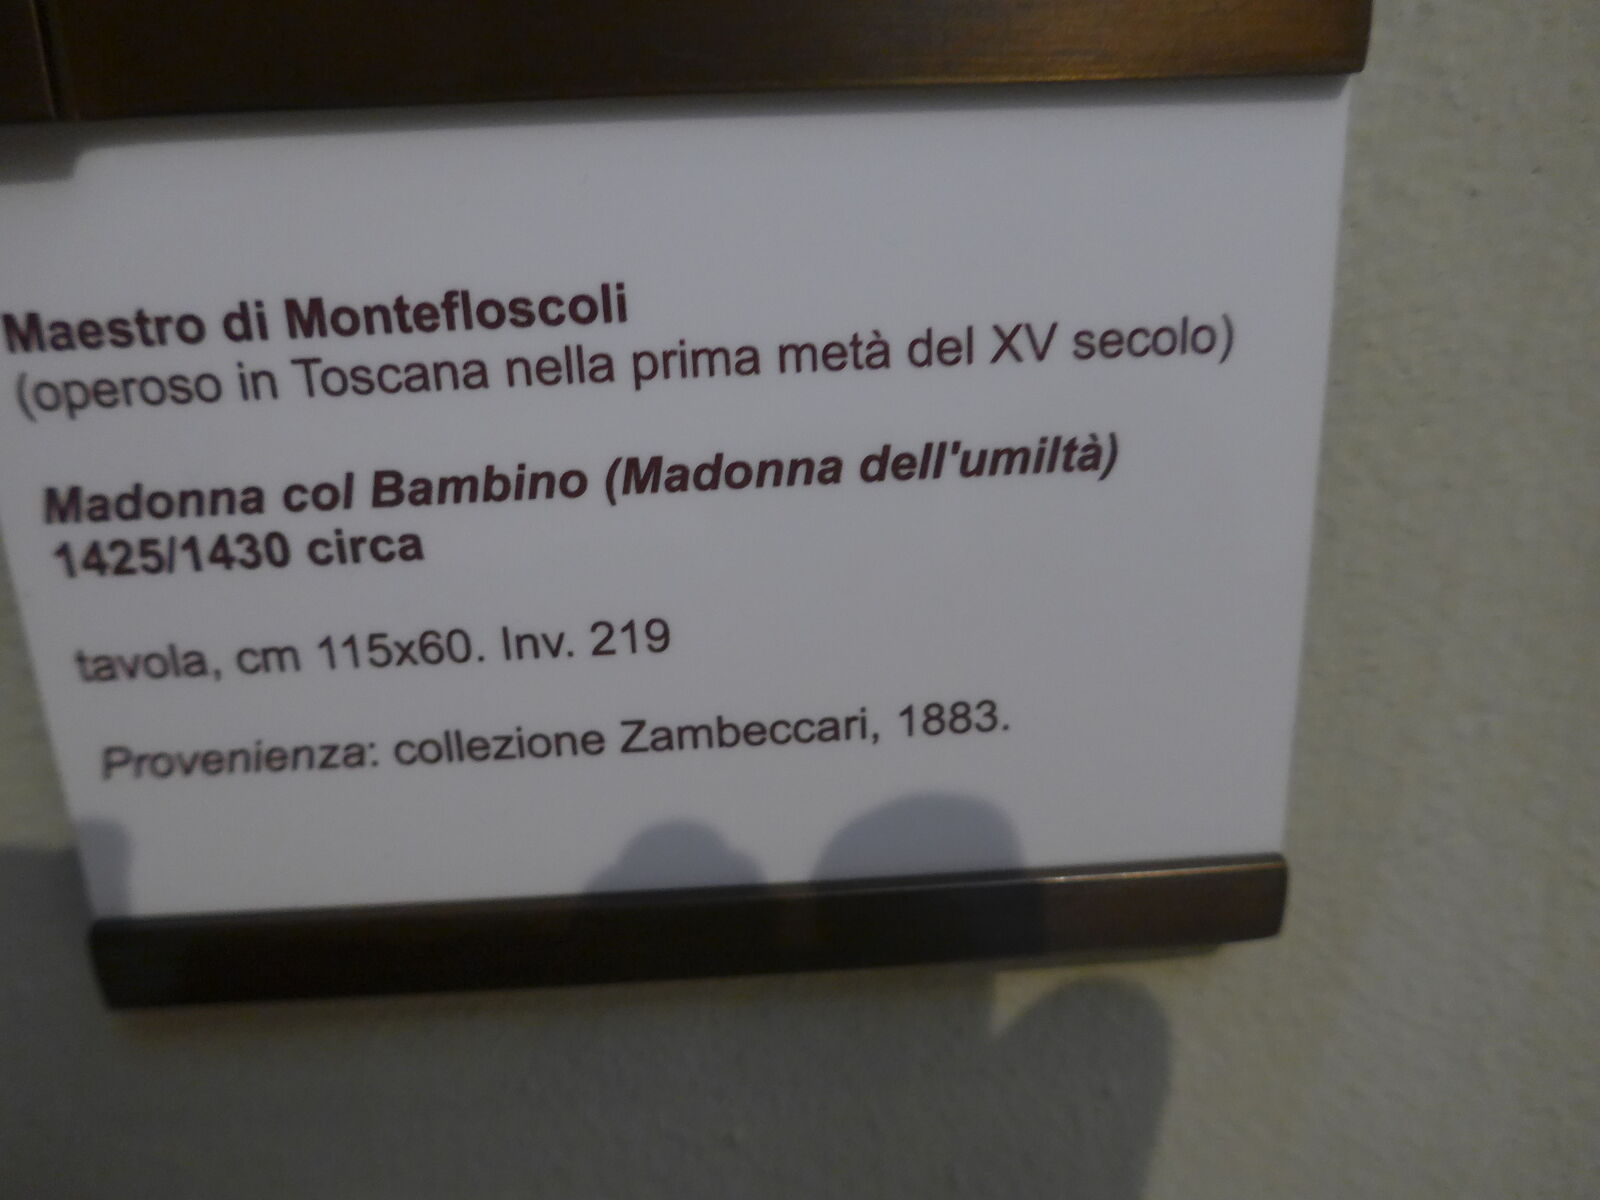 Maestro di Montefloscoli
(operoso in Toscana nella prima metà del XV secolo)
Madonna col Bambino (Madonna dell'umiltà)
1425/1430 circa
tavola, cm 115x60. Inv. 219
Provenienza: collezione Zambeccari, 1883.